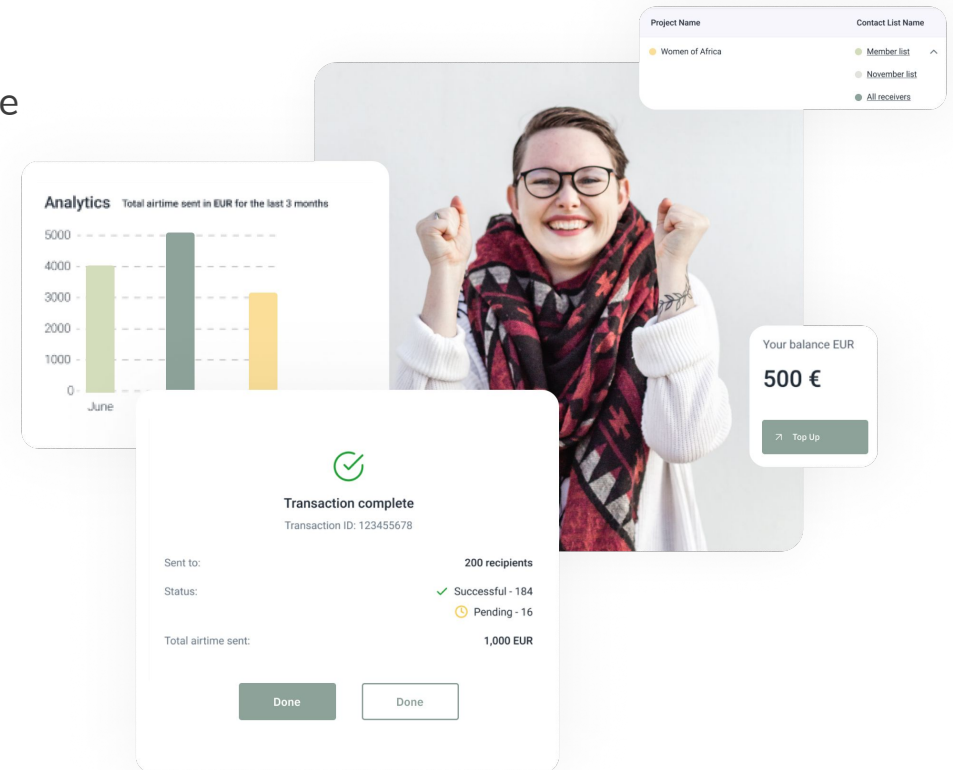 e
Project Name Contact List Name
Women of Africa Member list
November list
All receivers
Analytics Total airtime sent in EUR for the last 3 months
5000
4000
3000
2000
1000
0
June
Your balance EUR
500 €
Top Up
Transaction complete
Transaction ID: 123455678
Sent to: 200 recipients
Status: Successful - 184
Pending - 16
Total airtime sent: 1,000 EUR
Done Done